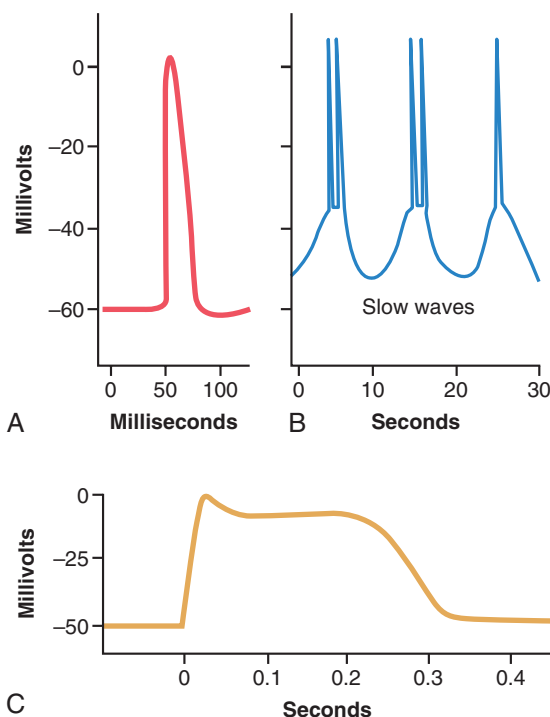 Millivolts
0
−20
−40
−60
0 50 100
Milliseconds
A
Slow waves
0 10 20 30
Seconds
B
Millivolts
0
−25
−50
0 0.1 0.2 0.3 0.4
Seconds
C